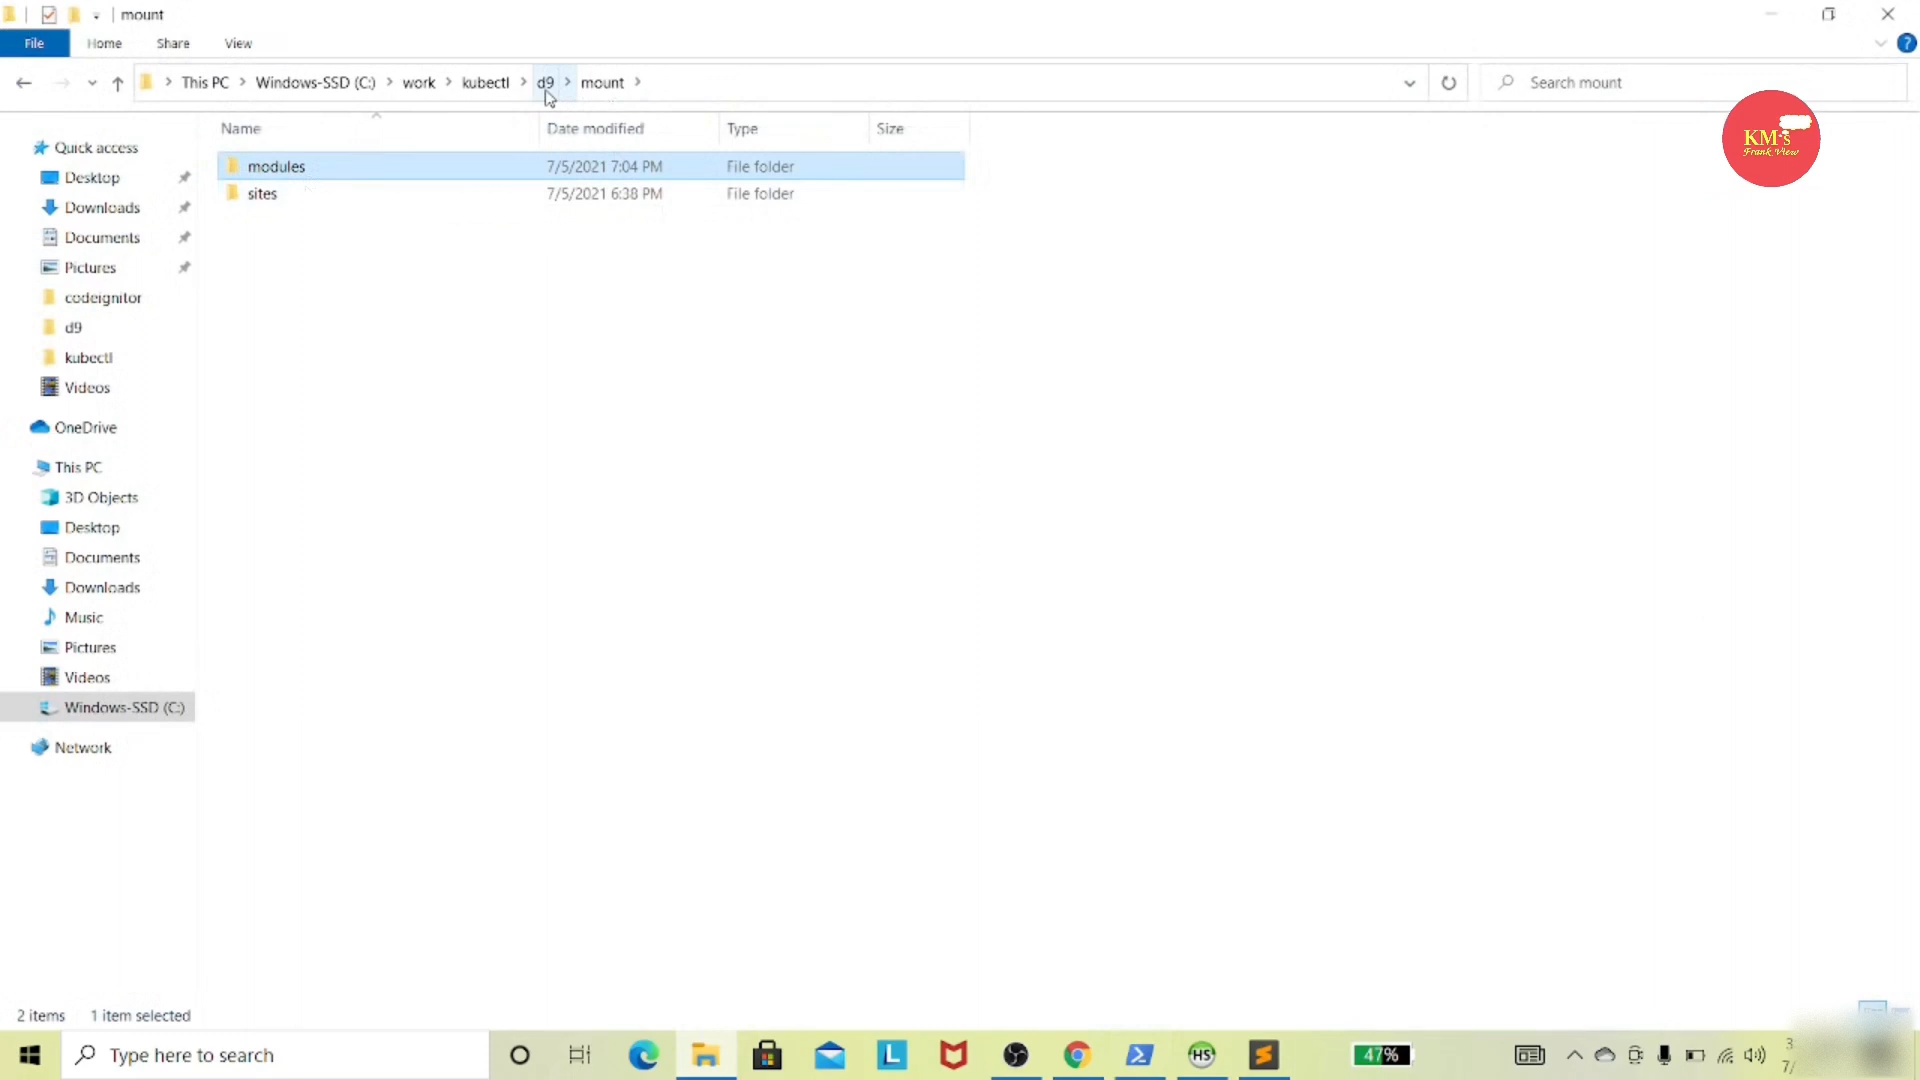 mount
File Home Share View
This PC Windows-SSD (C:) work kubectl d9 mount
Search mount
KM's
Frank View
Name Date modified Type Size
modules 7/5/2021 7:04 PM File folder
sites 7/5/2021 6:38 PM File folder
Quick access
Desktop
Downloads
Documents
Pictures
codeignitor
d9
kubectl
Videos
OneDrive
This PC
3D Objects
Desktop
Documents
Downloads
Music
Pictures
Videos
Windows-SSD (C:)
Network
2 items 1 item selected
Type here to search
L
HS
47%
3
7/